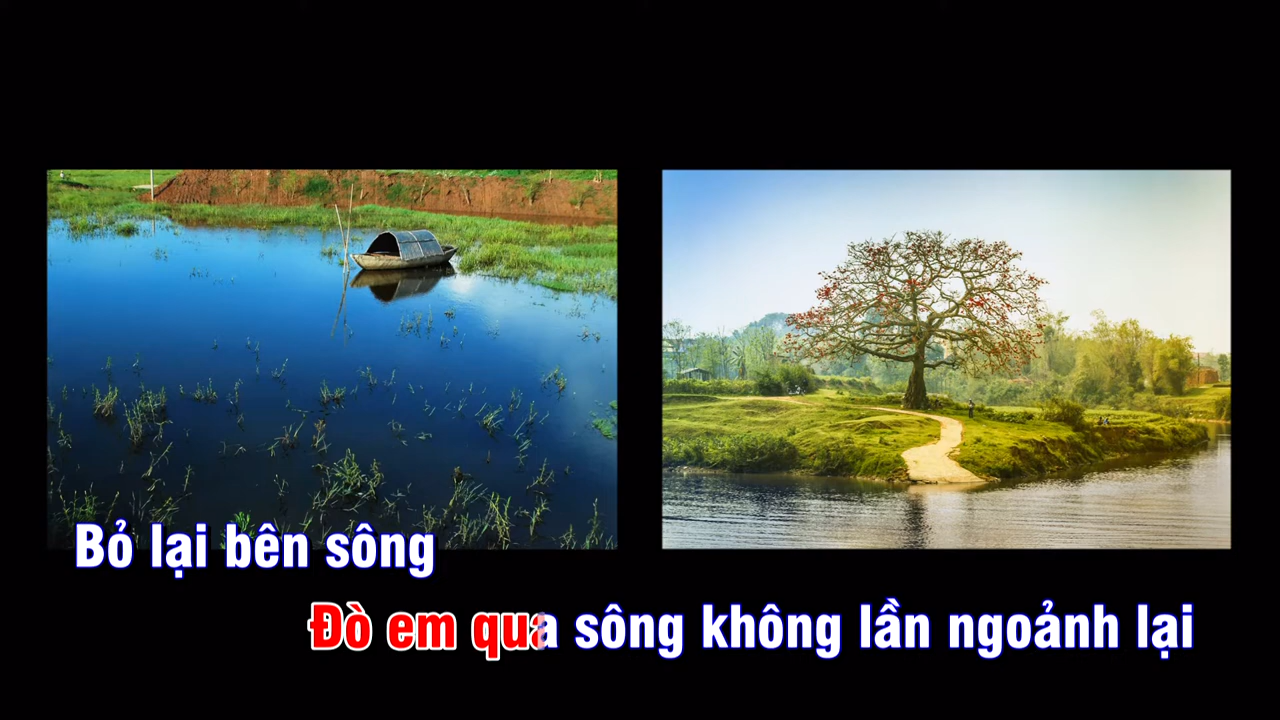 Bỏ lại bên sông
Đò em qua sông không lần ngoảnh lại